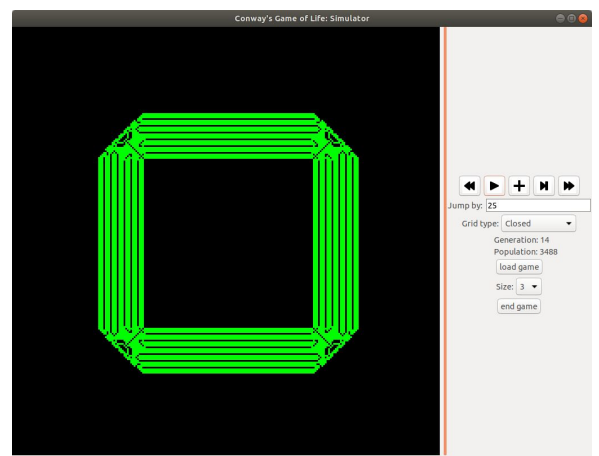 Conway's Game of Life: Simulator
Jump by: 25
Grid type: Closed
Generation: 14
Population: 3488
load game
Size: 3
end game